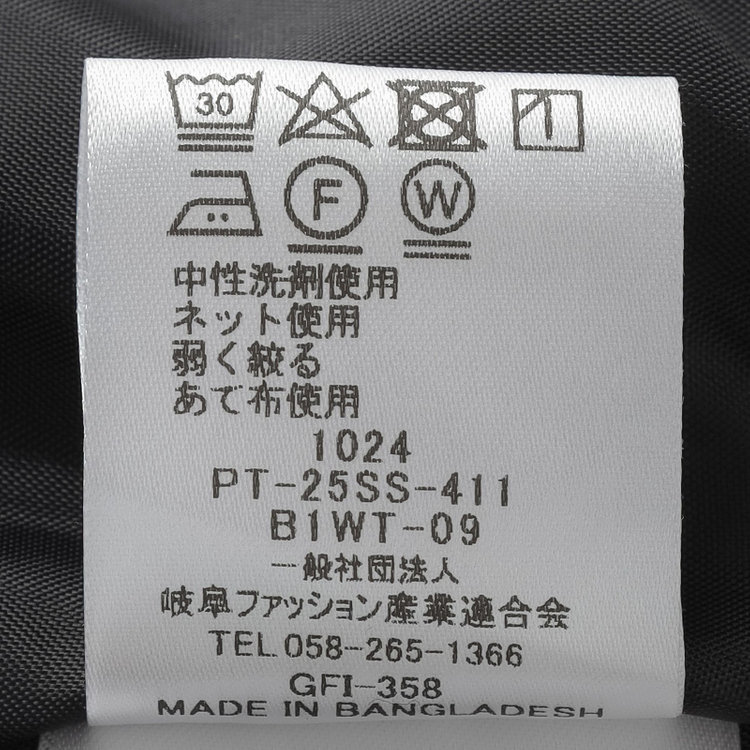 30
F W
中性洗剤使用
ネット使用
弱く絞る
あて布使用
1024
PT-25SS-411
B1WT-09
一般社団法人
岐阜ファッション産業連合会
TEL.058-265-1366
GFI-358
MADE IN BANGLADESH